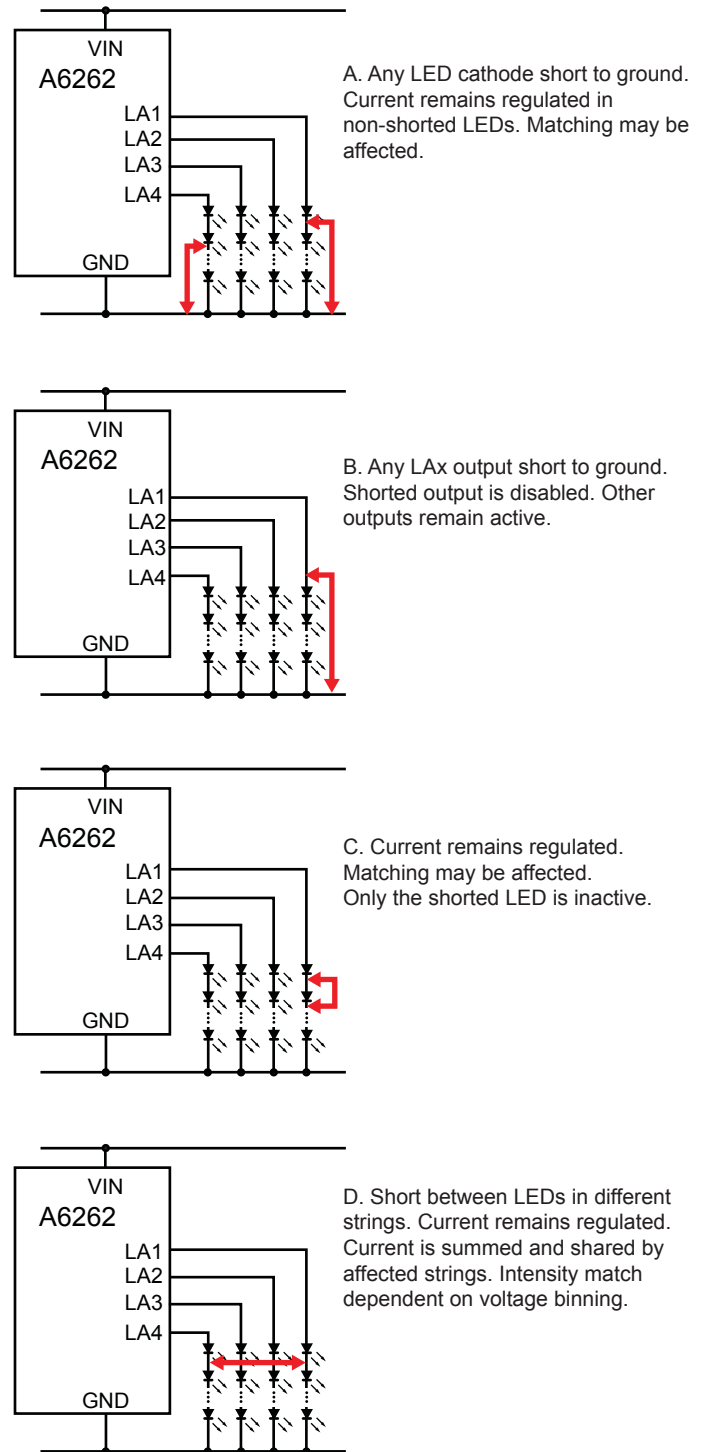 VIN
A6262
LA1
LA2
LA3
LA4
GND
A. Any LED cathode short to ground.
Current remains regulated in
non-shorted LEDs. Matching may be
affected.
VIN
A6262
LA1
LA2
LA3
LA4
GND
B. Any LAx output short to ground.
Shorted output is disabled. Other
outputs remain active.
VIN
A6262
LA1
LA2
LA3
LA4
GND
C. Current remains regulated.
Matching may be affected.
Only the shorted LED is inactive.
VIN
A6262
LA1
LA2
LA3
LA4
GND
D. Short between LEDs in different
strings. Current remains regulated.
Current is summed and shared by
affected strings. Intensity match
dependent on voltage binning.